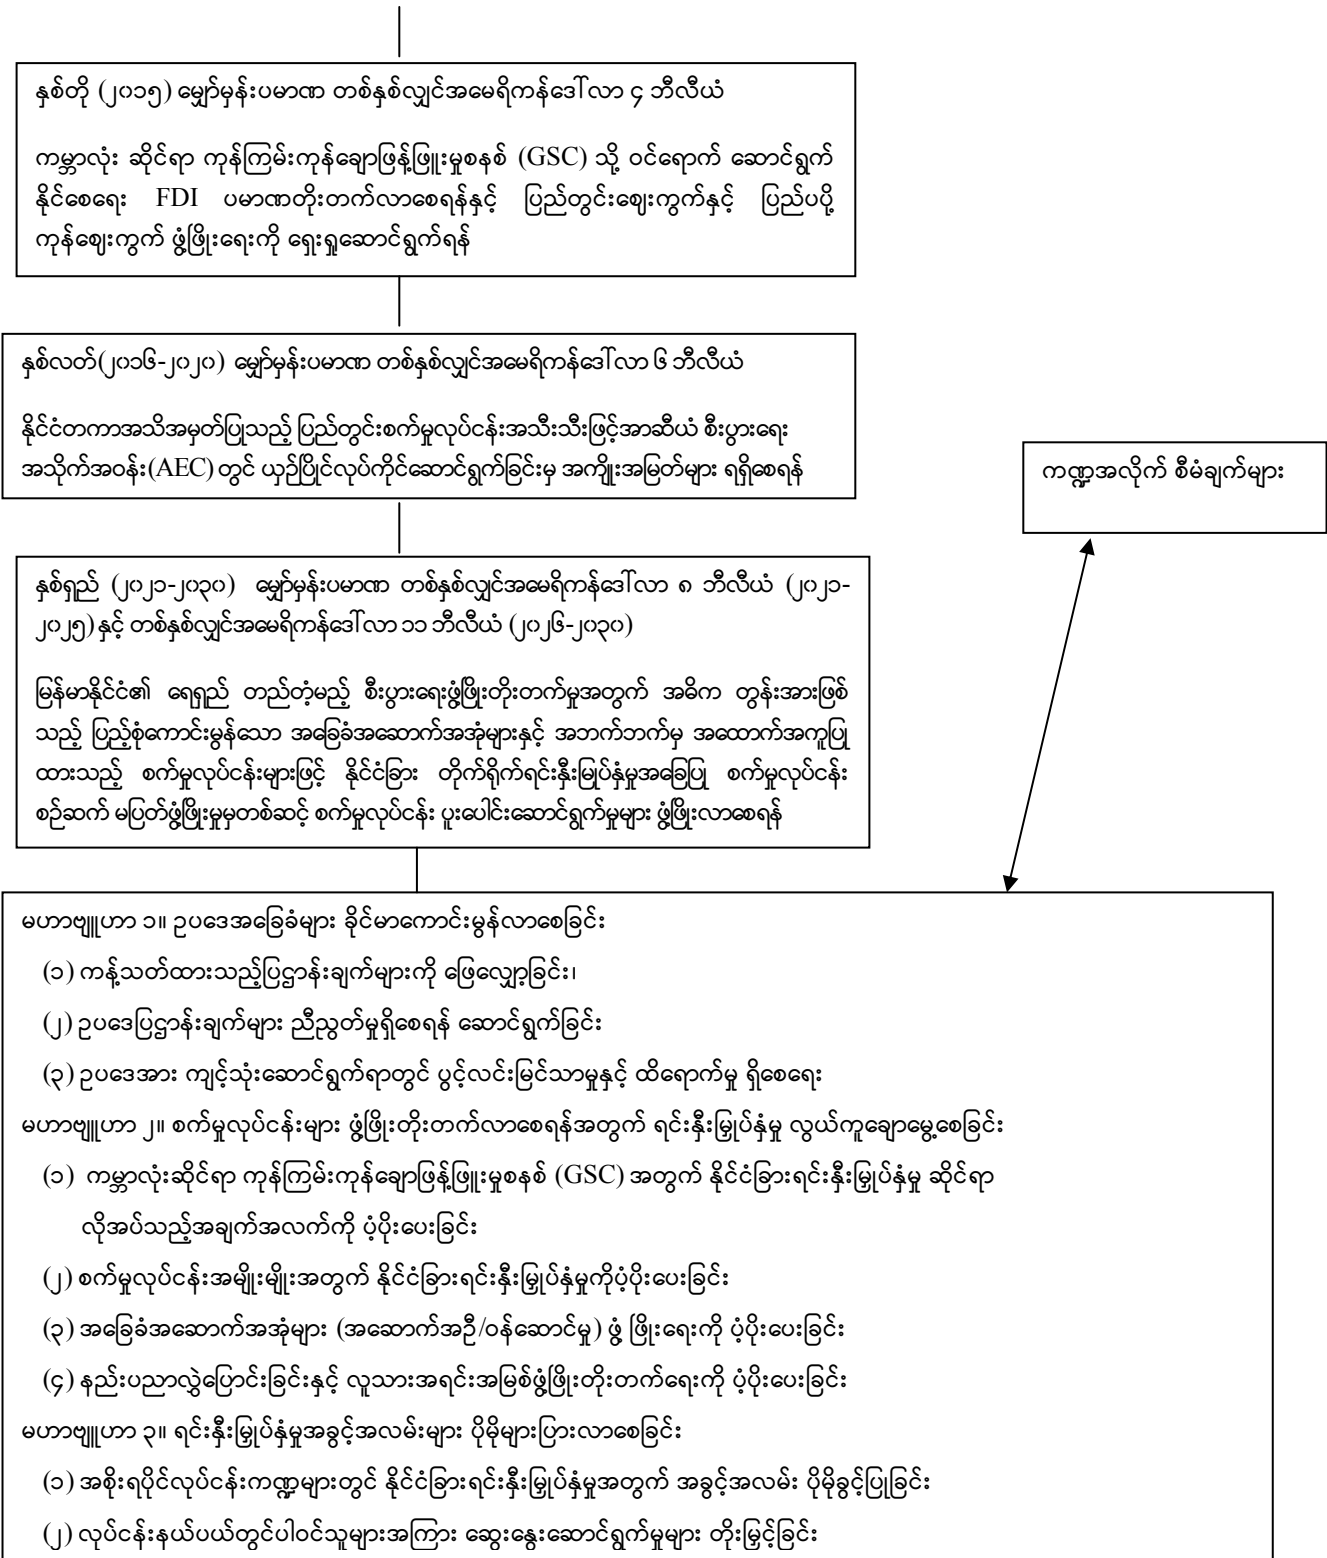 နှစ်တို (၂၀၁၅) မျှော်မှန်းပမာဏ တစ်နှစ်လျှင်အမေရိကန်ဒေါ်လာ ၄ ဘီလီယံ
ကမ္ဘာလုံး ဆိုင်ရာ ကုန်ကြမ်းကုန်ချောဖြန့်ဖြူးမှုစနစ် (GSC) သို့ ဝင်ရောက် ဆောင်ရွက်
နိုင်စေရေး FDI ပမာဏတိုးတက်လာစေရန်နှင့် ပြည်တွင်းဈေးကွက်နှင့် ပြည်ပပို့
ကုန်ဈေးကွက် ဖွံ့ဖြိုးရေးကို ရှေးရှုဆောင်ရွက်ရန်
နှစ်လတ်(၂၀၁၆-၂၀၂၀) မျှော်မှန်းပမာဏ တစ်နှစ်လျှင်အမေရိကန်ဒေါ်လာ ၆ ဘီလီယံ
နိုင်ငံတကာအသိအမှတ်ပြုသည့် ပြည်တွင်းစက်မှုလုပ်ငန်းအသီးသီးဖြင့်အာဆီယံ စီးပွားရေး
အသိုက်အဝန်း(AEC) တွင် ယှဉ်ပြိုင်လုပ်ကိုင်ဆောင်ရွက်ခြင်းမှ အကျိုးအမြတ်များ ရရှိစေရန်
ကဏ္ဍအလိုက် စီမံချက်များ
နှစ်ရှည် (၂၀၂၁-၂၀၃၀) မျှော်မှန်းပမာဏ တစ်နှစ်လျှင်အမေရိကန်ဒေါ်လာ ၈ ဘီလီယံ (၂၀၂၁-
၂၀၂၅) နှင့် တစ်နှစ်လျှင်အမေရိကန်ဒေါ်လာ ၁၁ ဘီလီယံ (၂၀၂၆-၂၀၃၀)
မြန်မာနိုင်ငံ၏ ရေရှည် တည်တံ့မည့် စီးပွားရေးဖွံ့ဖြိုးတိုးတက်မှုအတွက် အဓိက တွန်းအားဖြစ်
သည့် ပြည့်စုံကောင်းမွန်သော အခြေခံအဆောက်အအုံများနှင့် အဘက်ဘက်မှ အထောက်အကူပြု
ထားသည့် စက်မှုလုပ်ငန်းများဖြင့် နိုင်ငံခြား တိုက်ရိုက်ရင်းနှီးမြှုပ်နှံမှုအခြေပြု စက်မှုလုပ်ငန်း
စဉ်ဆက် မပြတ်ဖွံ့ဖြိုးမှုမှတစ်ဆင့် စက်မှုလုပ်ငန်း ပူးပေါင်းဆောင်ရွက်မှုများ ဖွံ့ဖြိုးလာစေရန်
မဟာဗျူဟာ ၁။ ဥပဒေအခြေခံများ ခိုင်မာကောင်းမွန်လာစေခြင်း
(၁) ကန့်သတ်ထားသည့်ပြဋ္ဌာန်းချက်များကို ဖြေလျှော့ခြင်း၊
(၂) ဥပဒေပြဋ္ဌာန်းချက်များ ညီညွတ်မှုရှိစေရန် ဆောင်ရွက်ခြင်း
(၃) ဥပဒေအား ကျင့်သုံးဆောင်ရွက်ရာတွင် ပွင့်လင်းမြင်သာမှုနှင့် ထိရောက်မှု ရှိစေရေး
မဟာဗျူဟာ ၂။ စက်မှုလုပ်ငန်းများ ဖွံ့ဖြိုးတိုးတက်လာစေရန်အတွက် ရင်းနှီးမြှုပ်နှံမှု လွယ်ကူချောမွေ့စေခြင်း
(၁) ကမ္ဘာလုံးဆိုင်ရာ ကုန်ကြမ်းကုန်ချောဖြန့်ဖြူးမှုစနစ် (GSC) အတွက် နိုင်ငံခြားရင်းနှီးမြှုပ်နှံမှု ဆိုင်ရာ
လိုအပ်သည့်အချက်အလက်ကို ပံ့ပိုးပေးခြင်း
(၂) စက်မှုလုပ်ငန်းအမျိုးမျိုးအတွက် နိုင်ငံခြားရင်းနှီးမြှုပ်နှံမှုကိုပံ့ပိုးပေးခြင်း
(၃) အခြေခံအဆောက်အအုံများ (အဆောက်အဦ/ဝန်ဆောင်မှု) ဖွံ့ ဖြိုးရေးကို ပံ့ပိုးပေးခြင်း
(၄) နည်းပညာလွှဲပြောင်းခြင်းနှင့် လူသားအရင်းအမြစ်ဖွံ့ဖြိုးတိုးတက်ရေးကို ပံ့ပိုးပေးခြင်း
မဟာဗျူဟာ ၃။ ရင်းနှီးမြှုပ်နှံမှုအခွင့်အလမ်းများ ပိုမိုများပြားလာစေခြင်း
(၁) အစိုးရပိုင်လုပ်ငန်းကဏ္ဍများတွင် နိုင်ငံခြားရင်းနှီးမြှုပ်နှံမှုအတွက် အခွင့်အလမ်း ပိုမိုခွင့်ပြုခြင်း
(၂) လုပ်ငန်းနယ်ပယ်တွင်ပါဝင်သူများအကြား ဆွေးနွေးဆောင်ရွက်မှုများ တိုးမြှင့်ခြင်း